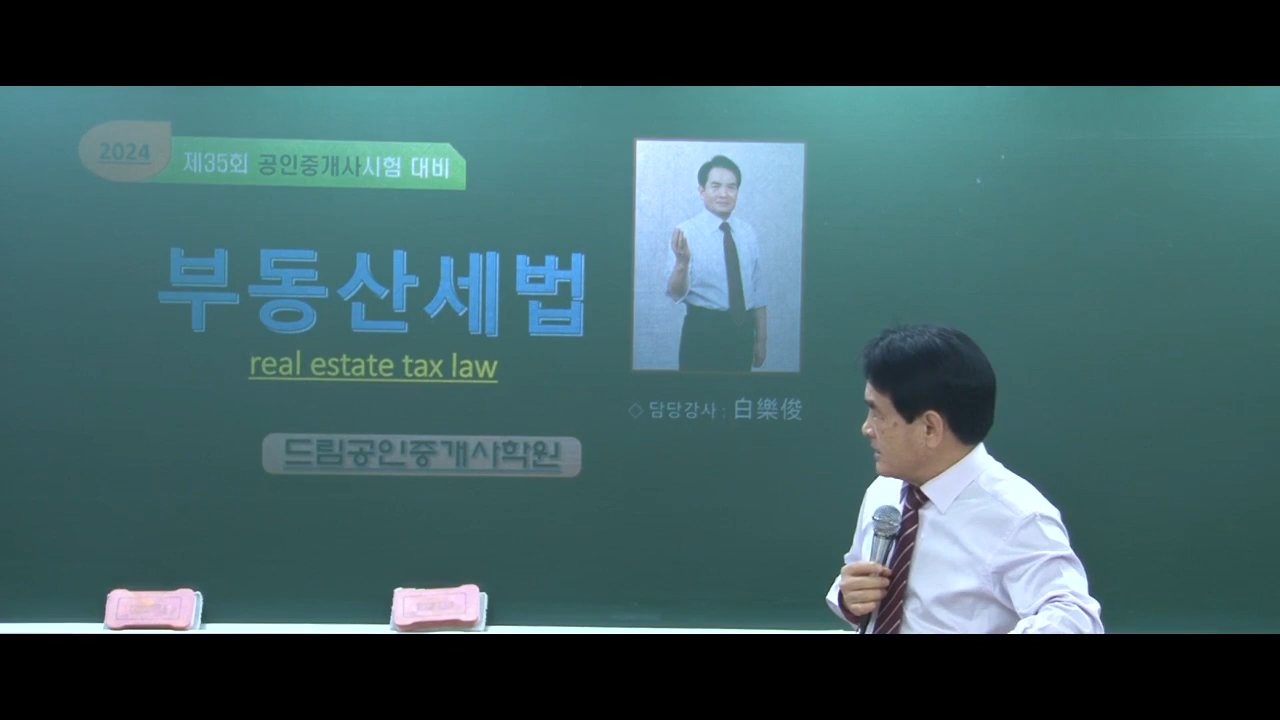 2024
제35회 공인중개사시험 대비
부동산세법
real estate tax law
◇ 담당강사 : 白樂俊
드림공인중개사학원